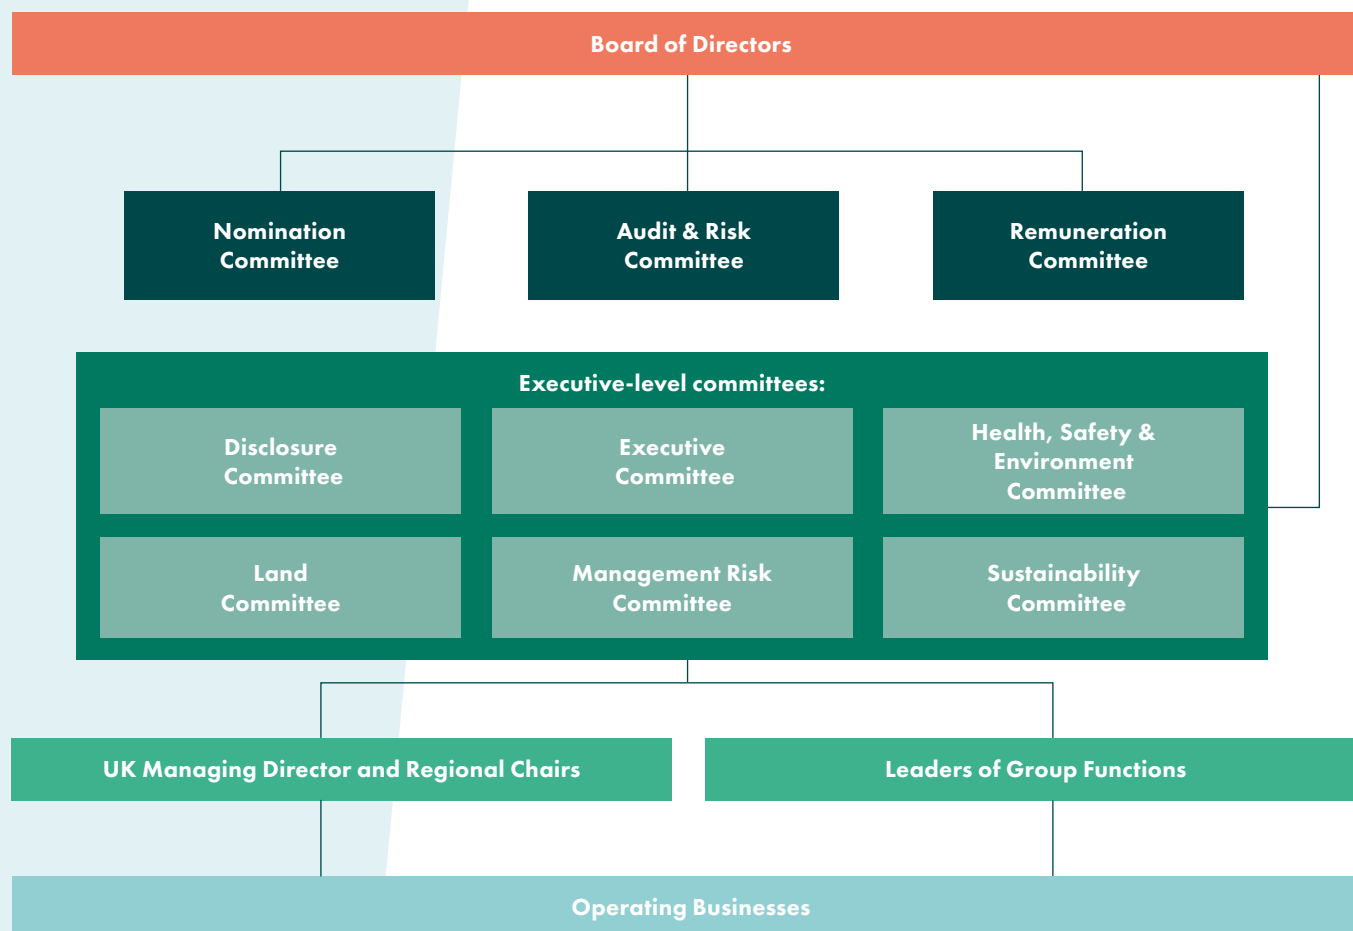 Board of Directors
Nomination
Committee
Audit & Risk
Committee
Remuneration
Committee
Executive-level committees:
Disclosure
Committee
Executive
Committee
Health, Safety &
Environment
Committee
Land
Committee
Management Risk
Committee
Sustainability
Committee
UK Managing Director and Regional Chairs
Leaders of Group Functions
Operating Businesses